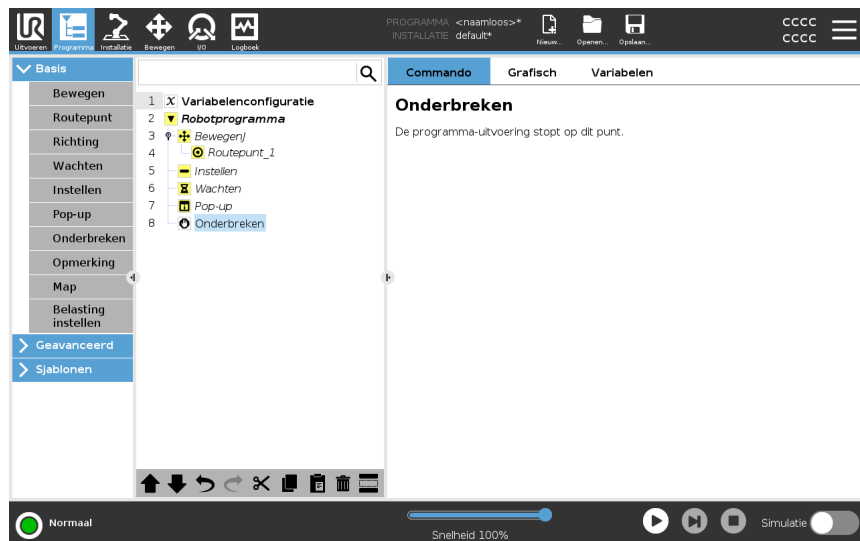 UR
PROGRAMMA <naamloos>*
INSTALLATIE default*
Uitvoeren Programma Installatie Bewegen I/O Logboek
Nieuw... Openen... Opslaan...
cccc
cccc
Basis
Bewegen
Routepunt
Richting
Wachten
Instellen
Pop-up
Onderbreken
Opmerking
Map
Belasting
instellen
Geavanceerd
Sjablonen
1 X Variabelenconfiguratie
2 Robotprogramma
3 BewegenJ
4 Routepunt_1
5 Instellen
6 Wachten
7 Pop-up
8 Onderbreken
Commando Grafisch Variabelen
Onderbreken
De programma-uitvoering stopt op dit punt.
Normaal
Snelheid 100%
Simulatie